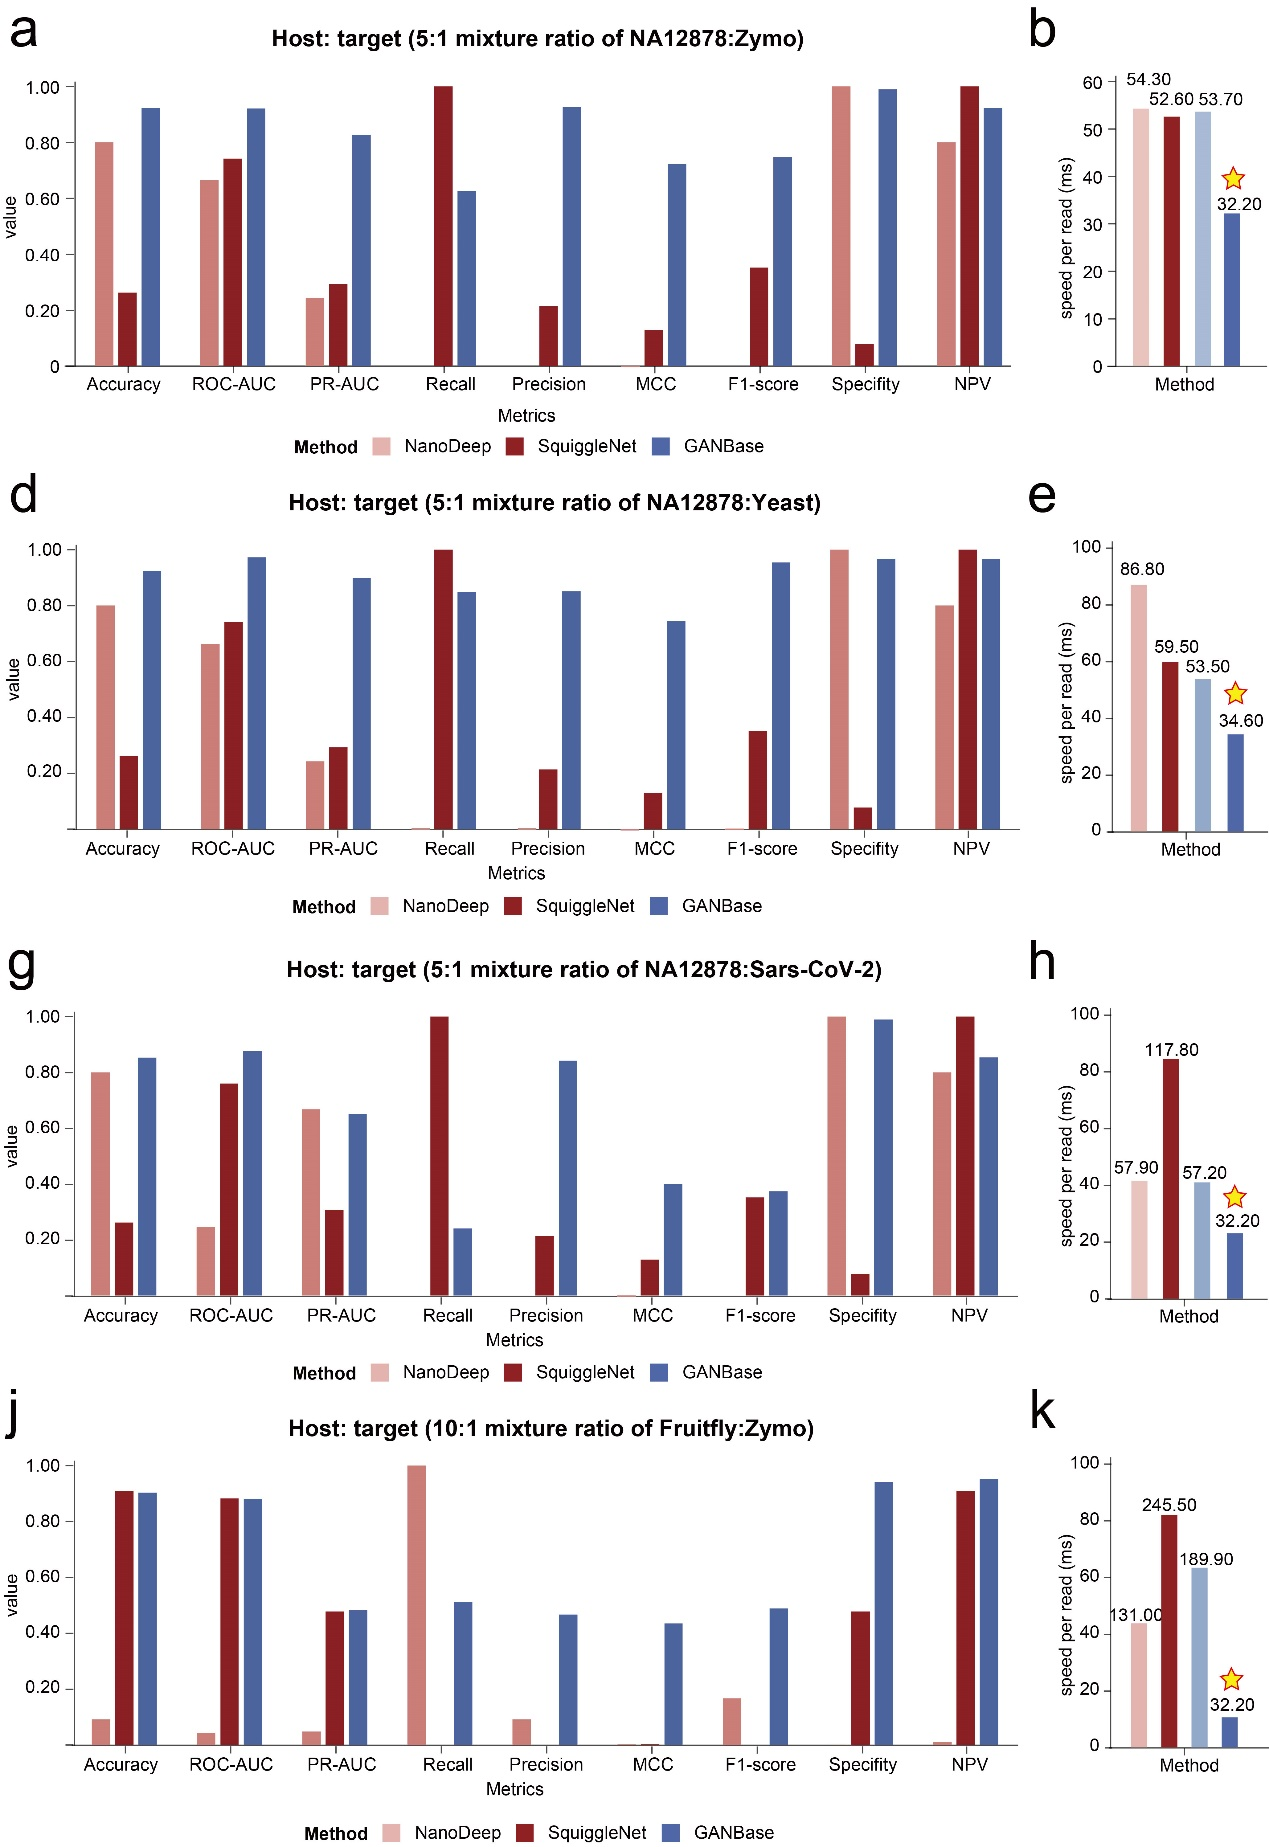 a
Host: target (5:1 mixture ratio of NA12878:Zymo)
1.00
0.80
0.60
0.40
0.20
0
value
Accuracy ROC-AUC PR-AUC Recall Precision MCC F1-score Specifity NPV
Metrics
Method NanoDeep SquiggleNet GANBase
b
60
50
40
30
20
10
0
speed per read (ms)
54.30
52.60 53.70
32.20
Method
d
Host: target (5:1 mixture ratio of NA12878:Yeast)
1.00
0.80
0.60
0.40
0.20
value
Accuracy ROC-AUC PR-AUC Recall Precision MCC F1-score Specifity NPV
Metrics
Method NanoDeep SquiggleNet GANBase
e
100
80
60
40
20
0
speed per read (ms)
86.80
59.50
53.50
34.60
Method
g
Host: target (5:1 mixture ratio of NA12878:Sars-CoV-2)
1.00
0.80
0.60
0.40
0.20
value
Accuracy ROC-AUC PR-AUC Recall Precision MCC F1-score Specifity NPV
Metrics
Method NanoDeep SquiggleNet GANBase
h
100
80
60
40
20
0
speed per read (ms)
117.80
57.90
57.20
32.20
Method
j
Host: target (10:1 mixture ratio of Fruitfly:Zymo)
1.00
0.80
0.60
0.40
0.20
value
Accuracy ROC-AUC PR-AUC Recall Precision MCC F1-score Specifity NPV
Metrics
Method NanoDeep SquiggleNet GANBase
k
100
80
60
40
20
0
speed per read (ms)
245.50
189.90
131.00
32.20
Method